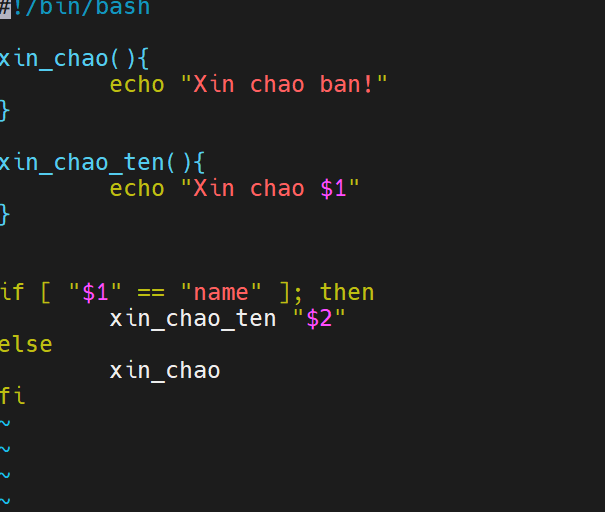 #!/bin/bash

xin_chao(){
        echo "Xin chao ban!"
}

xin_chao_ten(){
        echo "Xin chao $1"
}


if [ "$1" == "name" ]; then
        xin_chao_ten "$2"
else
        xin_chao
fi
~
~
~
~